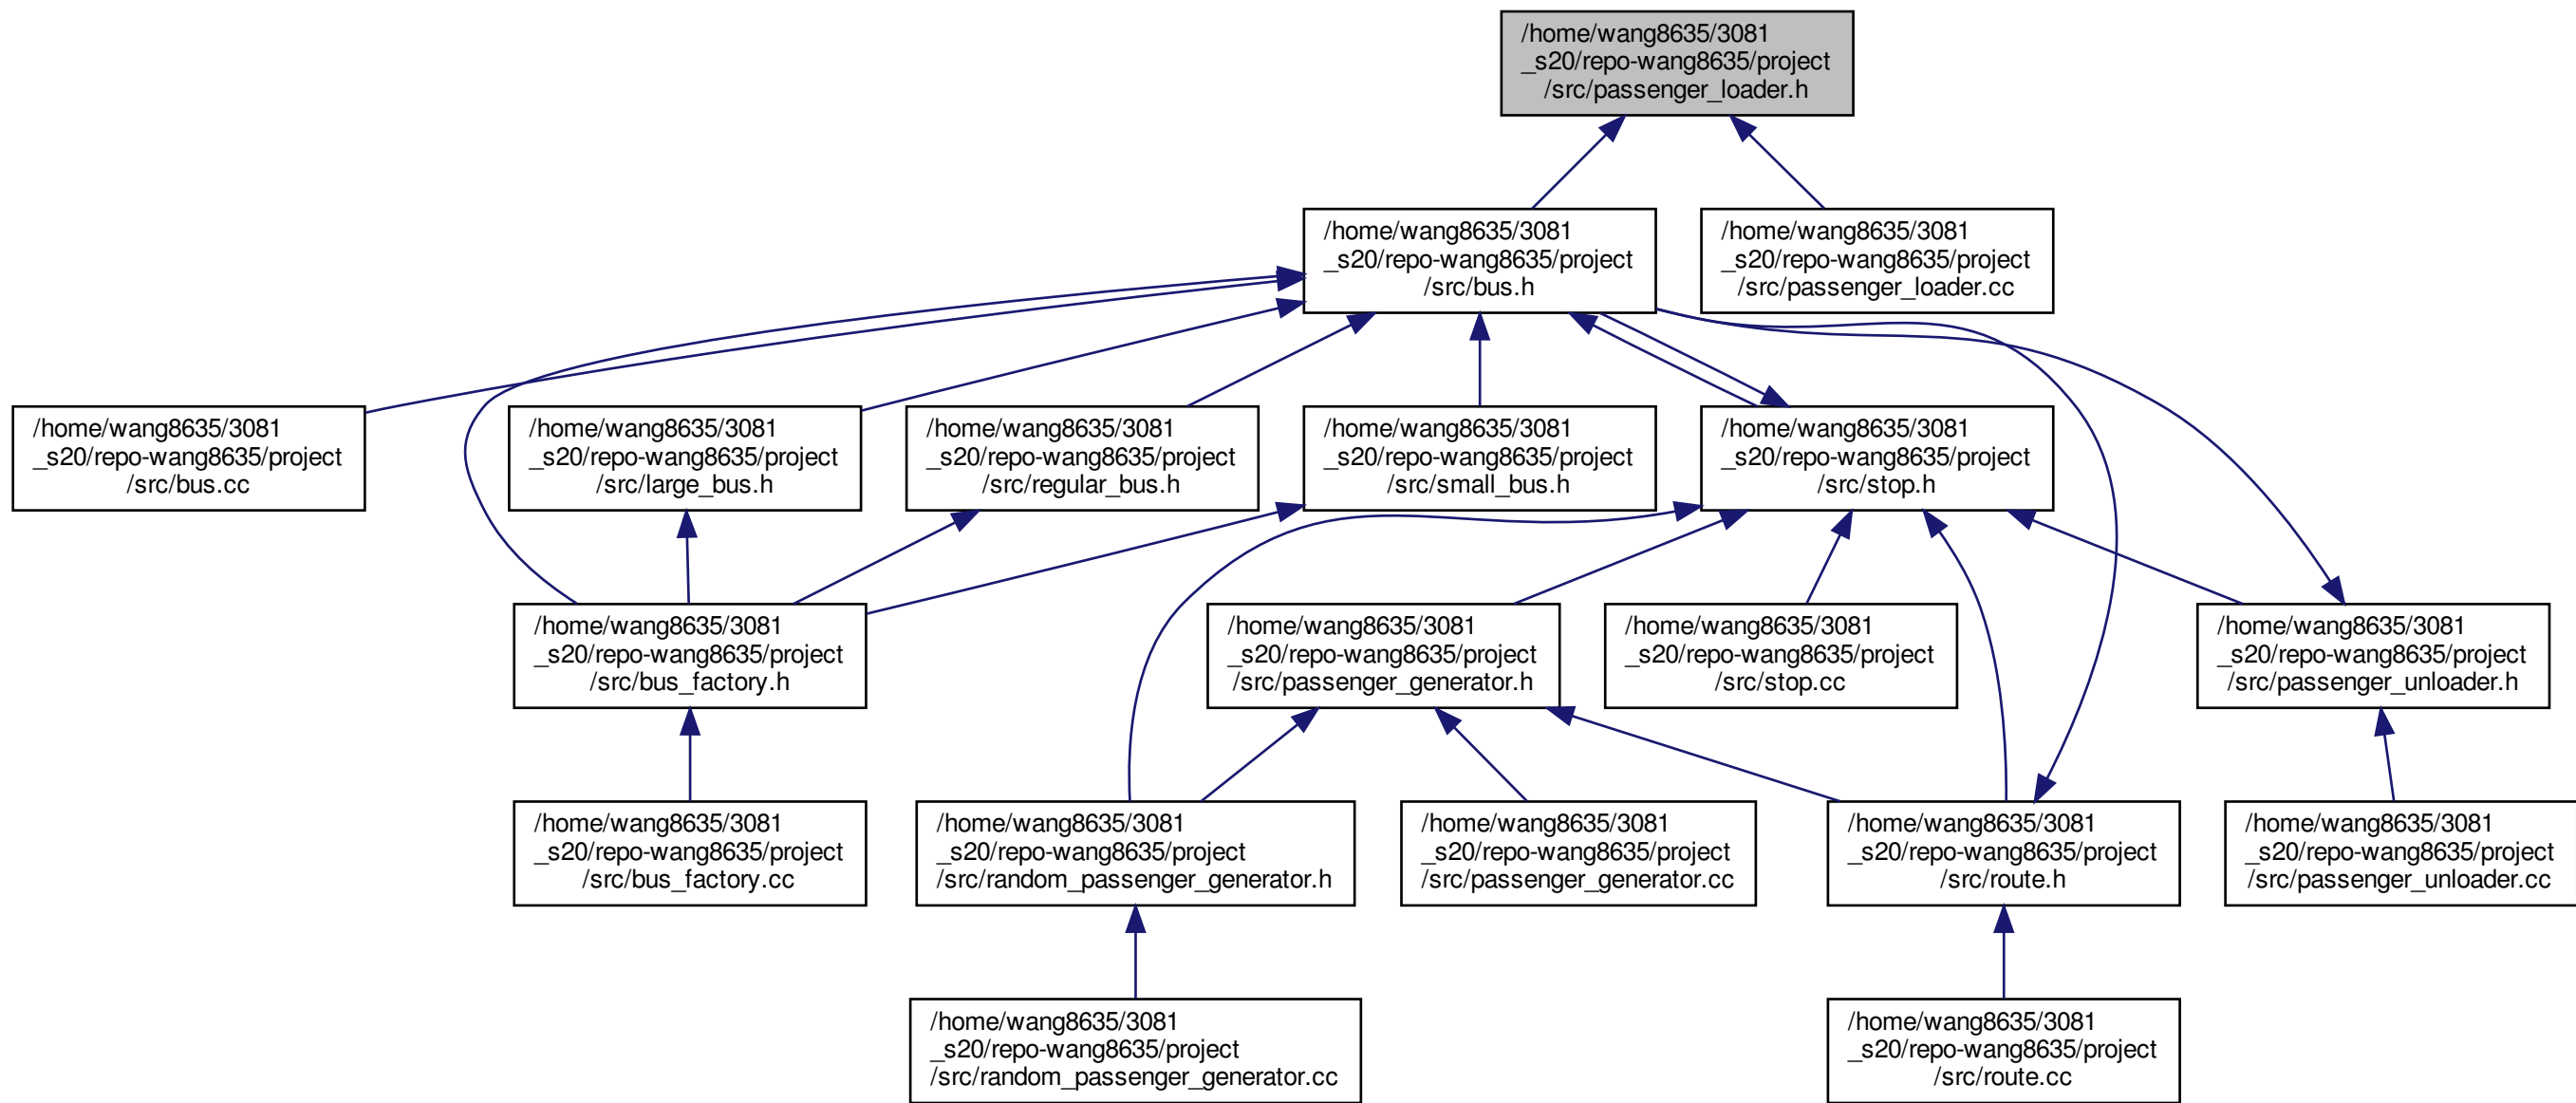 /home/wang8635/3081
_s20/repo-wang8635/project
/src/passenger_loader.h
/home/wang8635/3081
_s20/repo-wang8635/project
/src/bus.h
/home/wang8635/3081
_s20/repo-wang8635/project
/src/passenger_loader.cc
/home/wang8635/3081
_s20/repo-wang8635/project
/src/bus.cc
/home/wang8635/3081
_s20/repo-wang8635/project
/src/large_bus.h
/home/wang8635/3081
_s20/repo-wang8635/project
/src/regular_bus.h
/home/wang8635/3081
_s20/repo-wang8635/project
/src/small_bus.h
/home/wang8635/3081
_s20/repo-wang8635/project
/src/stop.h
/home/wang8635/3081
_s20/repo-wang8635/project
/src/bus_factory.h
/home/wang8635/3081
_s20/repo-wang8635/project
/src/passenger_generator.h
/home/wang8635/3081
_s20/repo-wang8635/project
/src/stop.cc
/home/wang8635/3081
_s20/repo-wang8635/project
/src/passenger_unloader.h
/home/wang8635/3081
_s20/repo-wang8635/project
/src/bus_factory.cc
/home/wang8635/3081
_s20/repo-wang8635/project
/src/random_passenger_generator.h
/home/wang8635/3081
_s20/repo-wang8635/project
/src/passenger_generator.cc
/home/wang8635/3081
_s20/repo-wang8635/project
/src/route.h
/home/wang8635/3081
_s20/repo-wang8635/project
/src/passenger_unloader.cc
/home/wang8635/3081
_s20/repo-wang8635/project
/src/random_passenger_generator.cc
/home/wang8635/3081
_s20/repo-wang8635/project
/src/route.cc